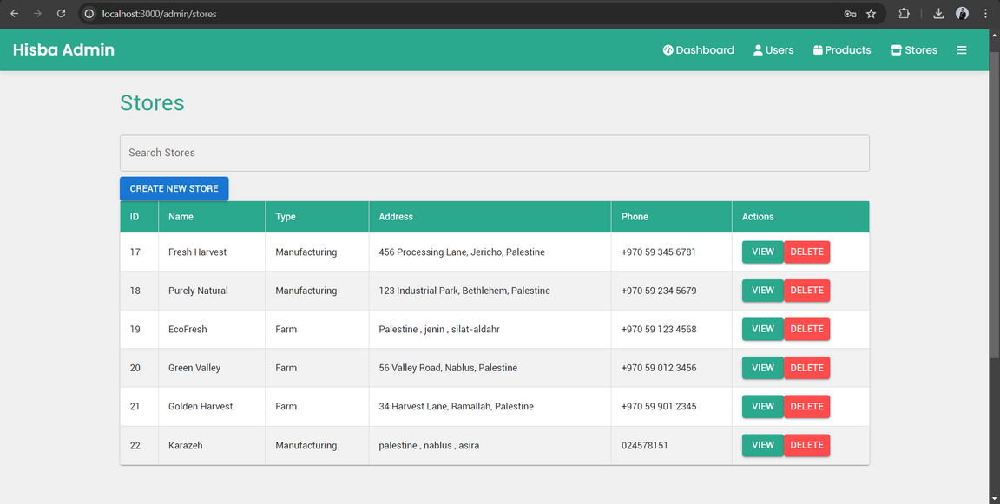 localhost:3000/admin/stores
Hisba Admin Dashboard Users Products Stores
Stores
Search Stores
CREATE NEW STORE
ID Name Type Address Phone Actions
17 Fresh Harvest Manufacturing 456 Processing Lane, Jericho, Palestine +970 59 345 6781 VIEW DELETE
18 Purely Natural Manufacturing 123 Industrial Park, Bethlehem, Palestine +970 59 234 5679 VIEW DELETE
19 EcoFresh Farm Palestine , jenin , silat-aldahr +970 59 123 4568 VIEW DELETE
20 Green Valley Farm 56 Valley Road, Nablus, Palestine +970 59 012 3456 VIEW DELETE
21 Golden Harvest Farm 34 Harvest Lane, Ramallah, Palestine +970 59 901 2345 VIEW DELETE
22 Karazeh Manufacturing palestine , nablus , asira 024578151 VIEW DELETE